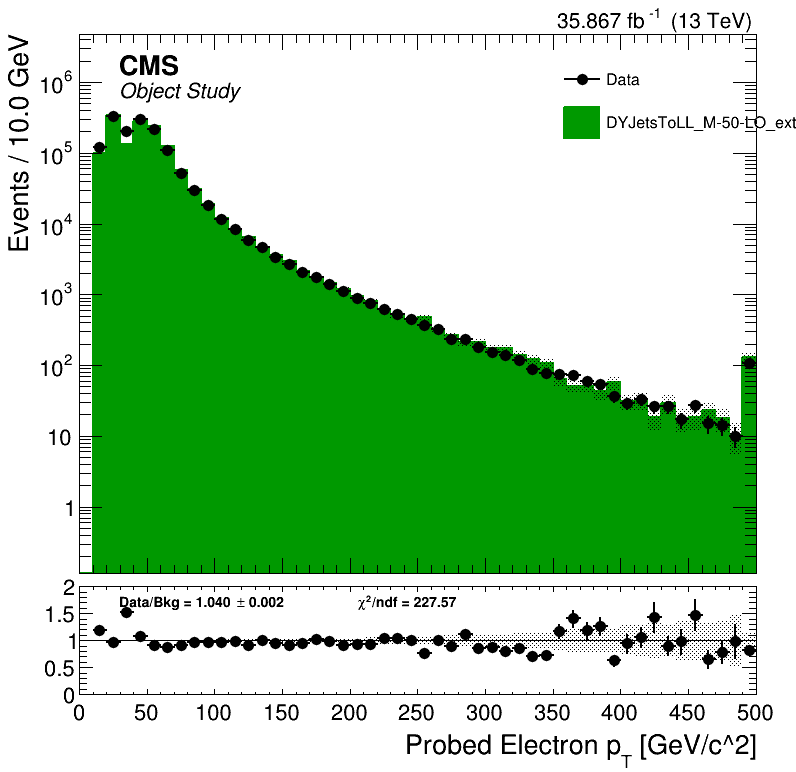 35.867 fb⁻¹ (13 TeV)
Events / 10.0 GeV
CMS
Object Study
Data
DYJetsToLL_M-50-LO_ext
10⁶
10⁵
10⁴
10³
10²
10
1
Data/Bkg = 1.040 ± 0.002
χ²/ndf = 227.57
2
1.5
1
0.5
0
0 50 100 150 200 250 300 350 400 450 500
Probed Electron p_T [GeV/c^2]